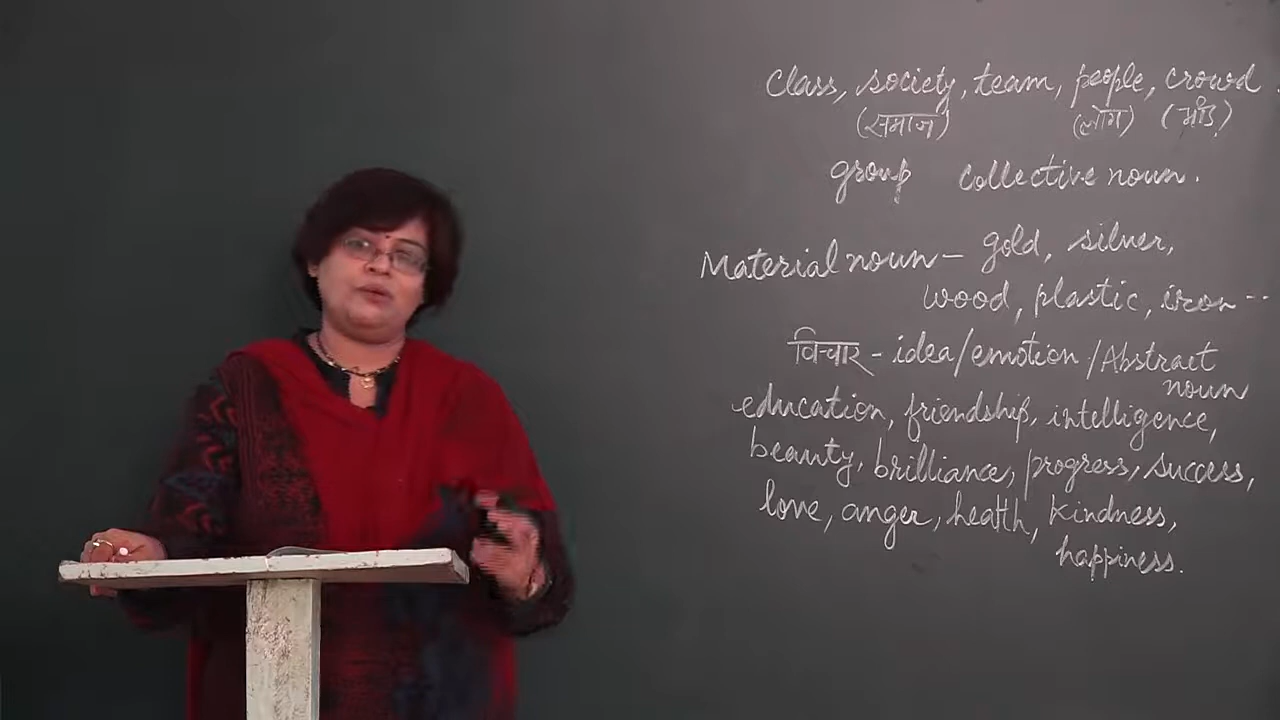 class, society, team, people, crowd.
(समाज) (लोग) (भीड़)
group collective noun.
Material noun – gold, silver,
wood, plastic, iron --
विचार - idea/emotion/Abstract
noun
education, friendship, intelligence,
beauty, brilliance, progress, success,
love, anger, health, kindness,
happiness.